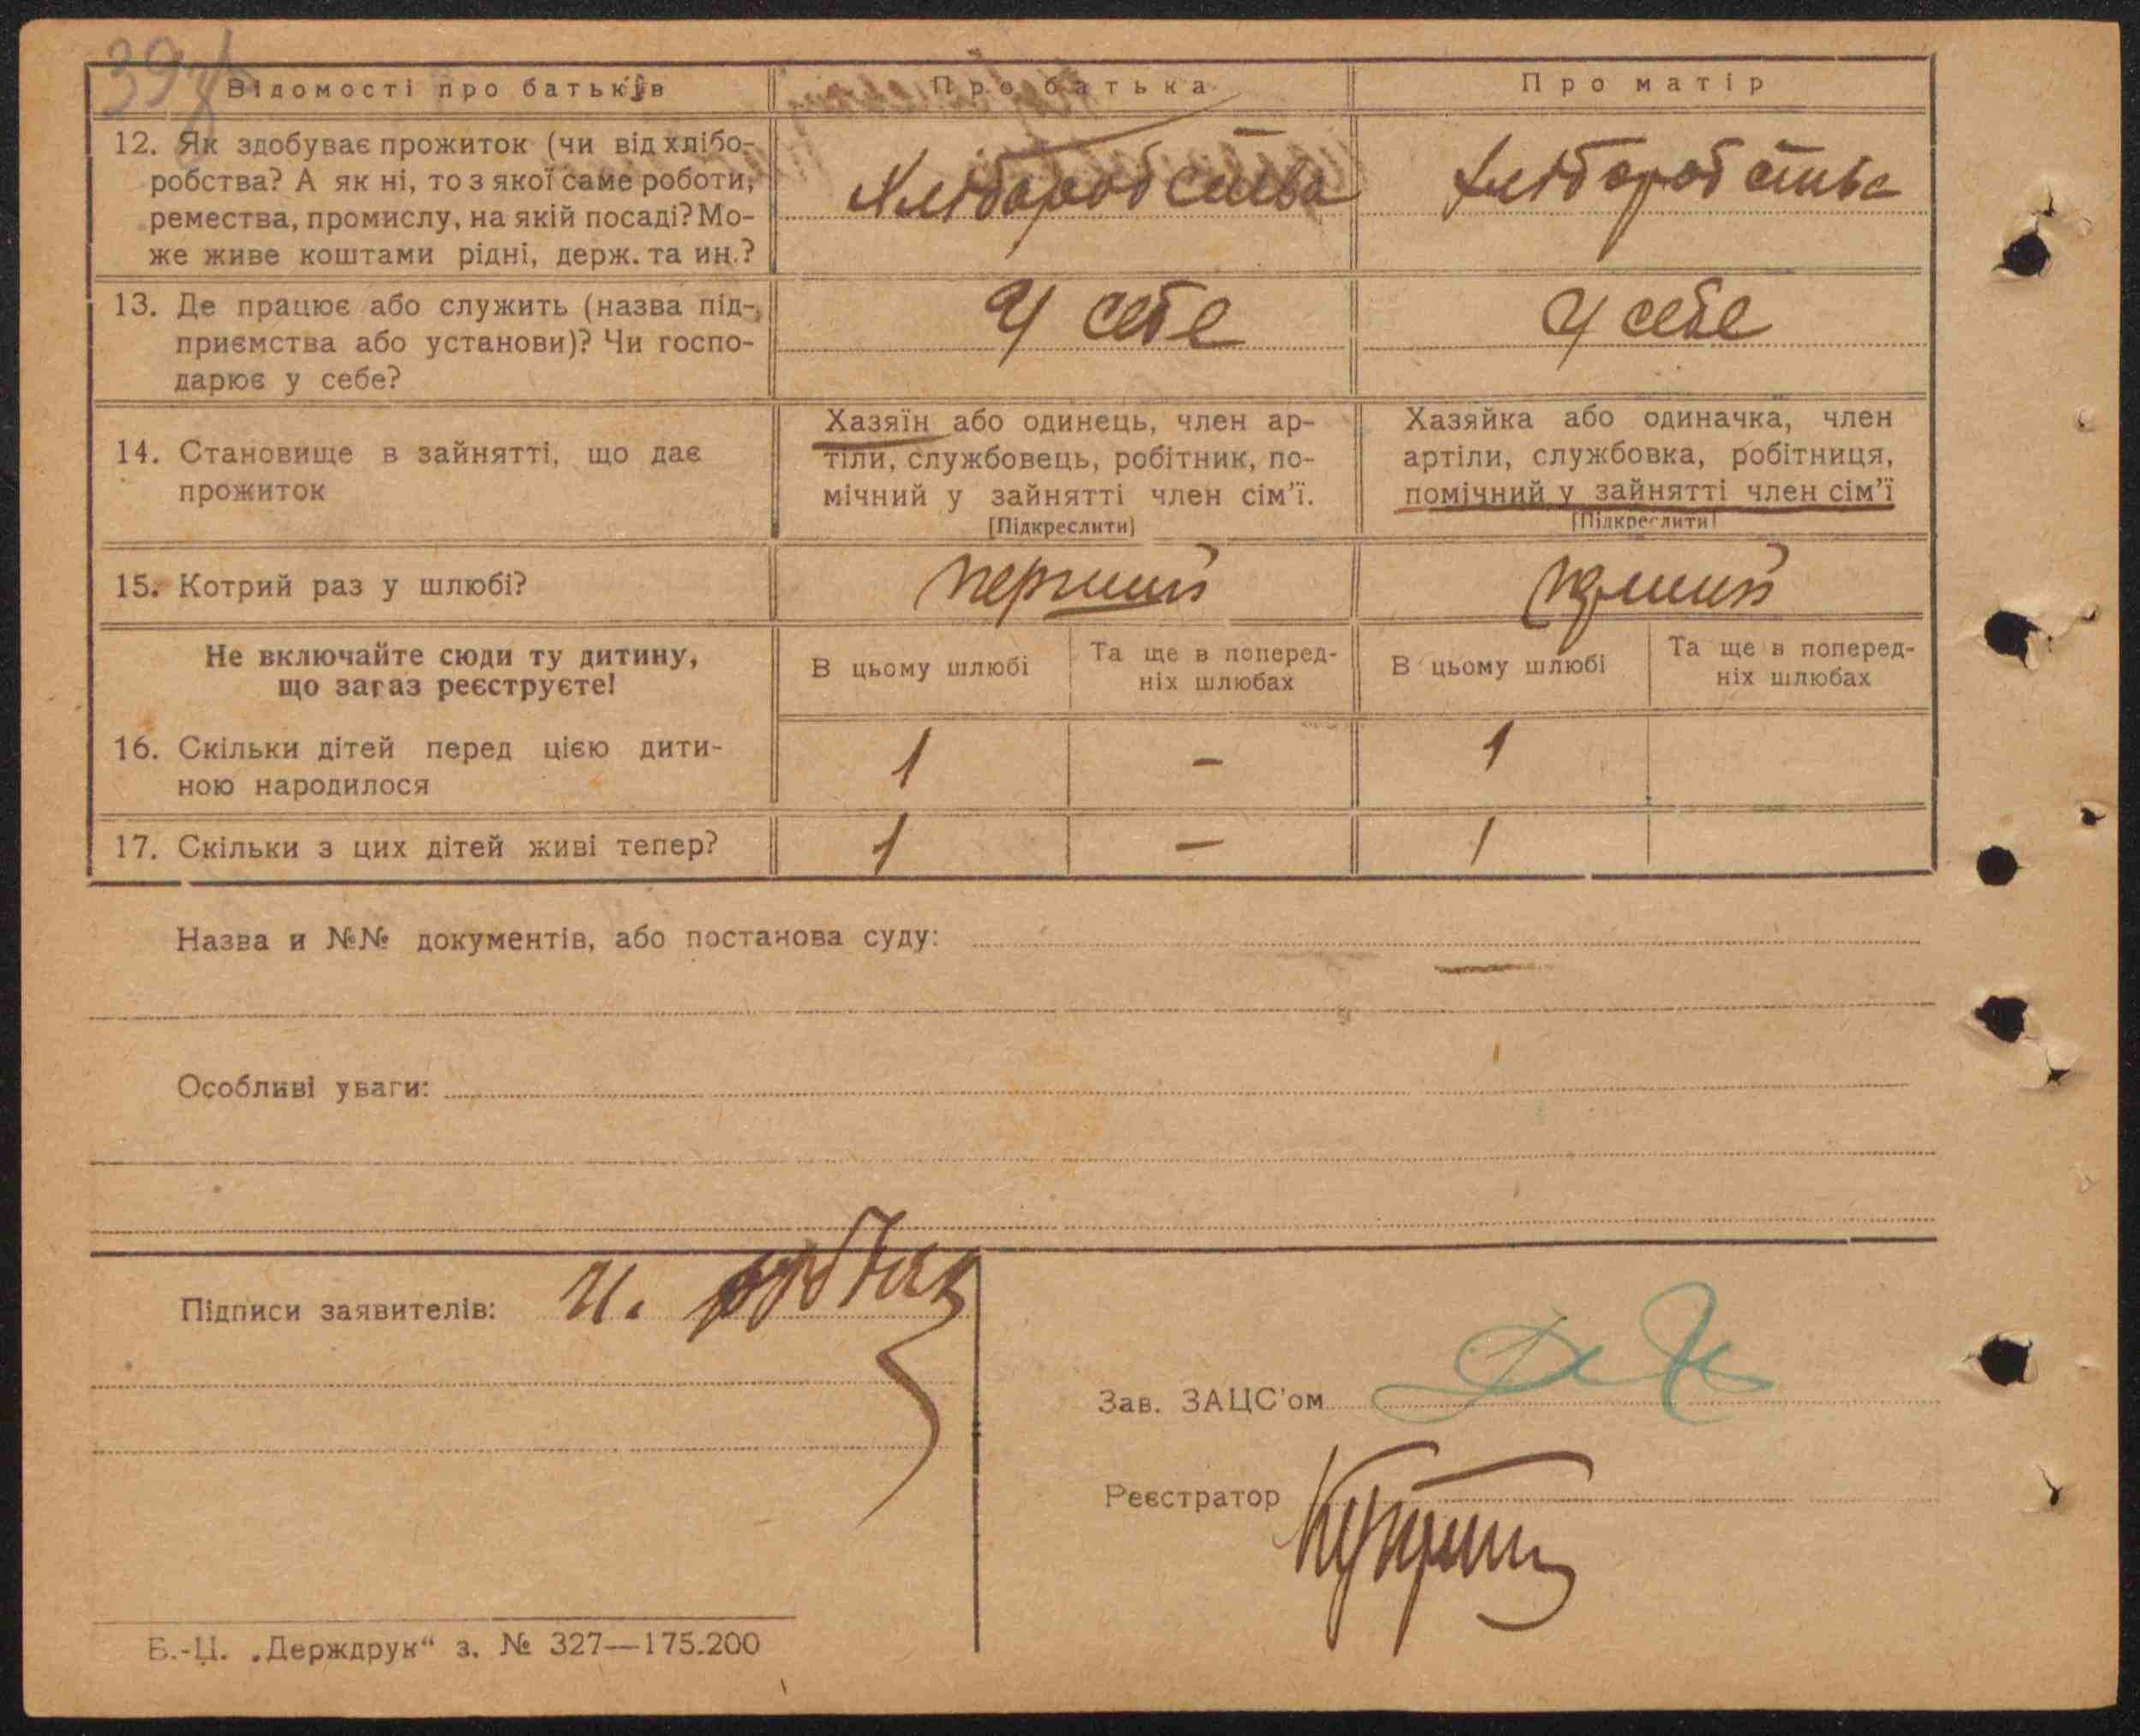 Відомості про батьків Про батька Про матір
12. Як здобуває прожиток (чи від хлібо-
робства? А як ні, то з якої саме роботи,
ремества, промислу, на якій посаді? Мо-
же живе коштами рідні, держ. та ин.?
Хліборобства Хліборобства
13. Де працює або служить (назва під-
приємства або установи)? Чи госпо-
дарює у себе?
У себе У себе
14. Становище в зайнятті, що дає
прожиток
Хазяїн або одинець, член ар-
тіли, службовець, робітник, по-
мічний у зайнятті член сім'ї.
[Підкреслити]
Хазяйка або одиначка, член
артіли, службовка, робітниця,
помічний у зайнятті член сім'ї
[Підкреслити]
15. Котрий раз у шлюбі? перший перший
Не включайте сюди ту дитину,
що зараз реєструєте!
В цьому шлюбі
Та ще в поперед-
ніх шлюбах
В цьому шлюбі
Та ще в поперед-
ніх шлюбах
16. Скільки дітей перед цією дити-
ною народилося
1 - 1
17. Скільки з цих дітей живі тепер? 1 - 1
Назва и №№ документів, або постанова суду: —
Особливі уваги:
Підписи заявителів: И.
Зав. ЗАЦС'ом
Реєстратор
Б.-Ц. „Держдрук“ з. № 327—175.200